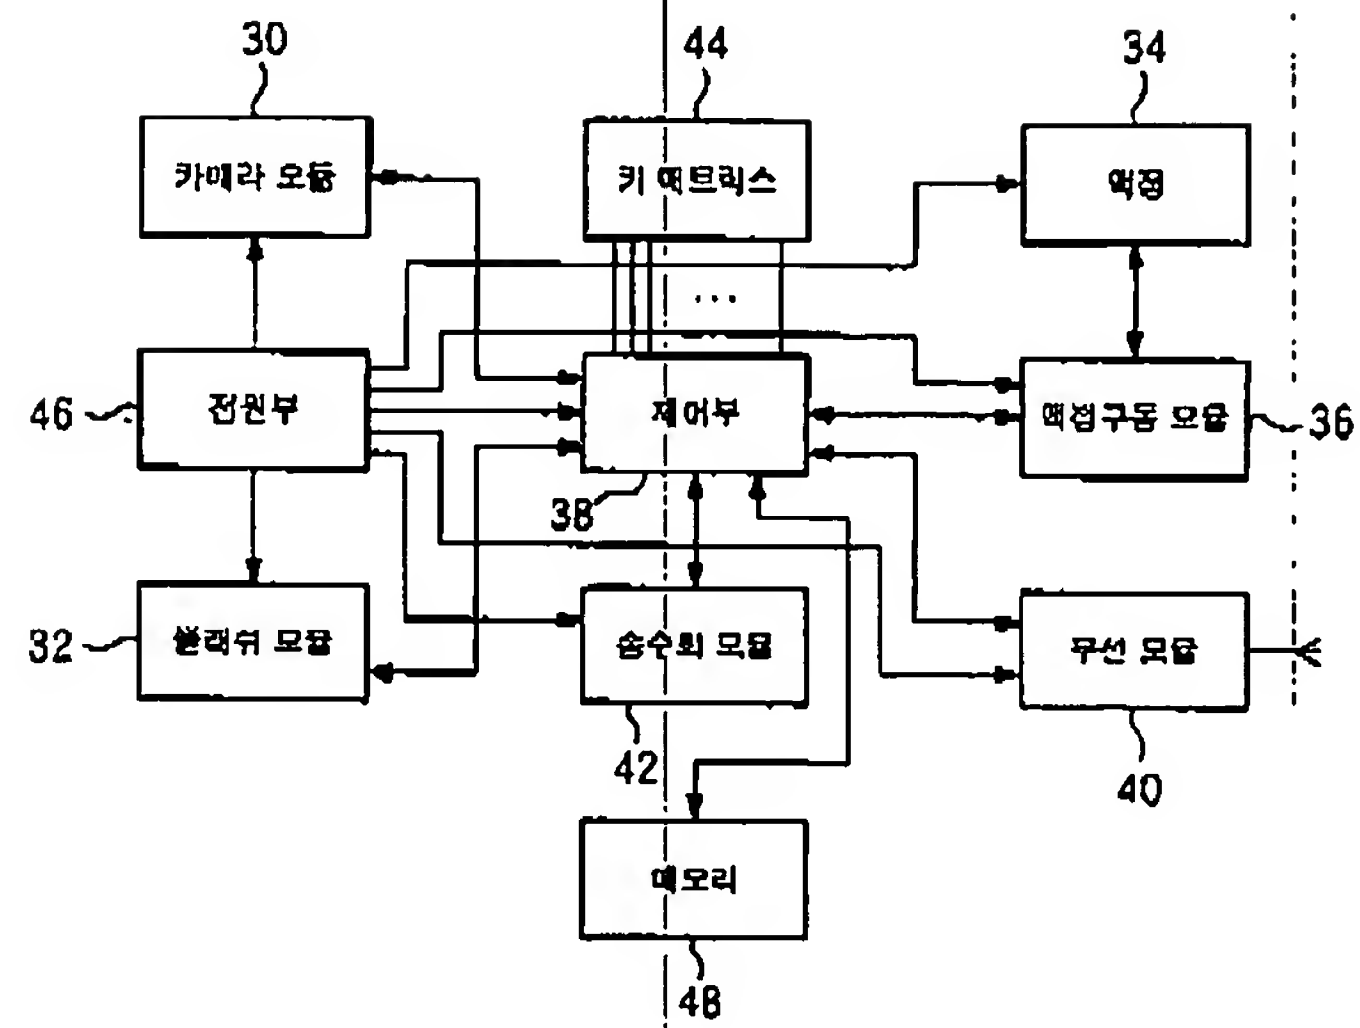 30
44
34
카메라 모듈
키 매트릭스
액정
...
46
전원부
제어부
액정구동 모듈
36
38
32
플래쉬 모듈
송수화 모듈
무선 모듈
42
40
메모리
48